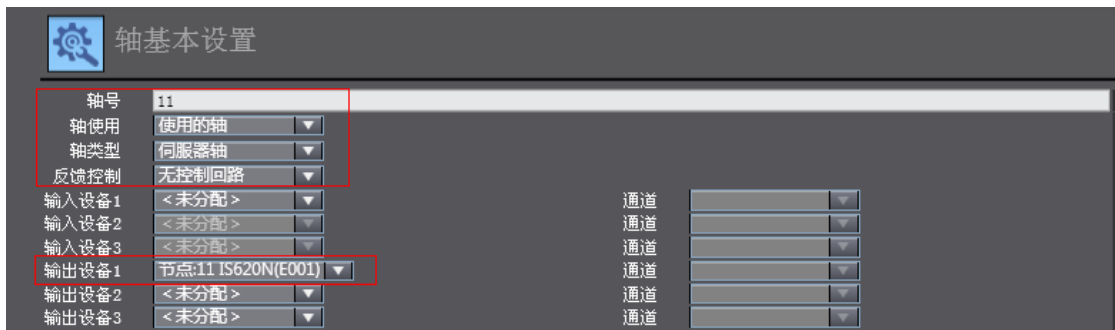 轴基本设置
轴号 11
轴使用 使用的轴
轴类型 伺服器轴
反馈控制 无控制回路
输入设备1 <未分配> 通道
输入设备2 <未分配> 通道
输入设备3 <未分配> 通道
输出设备1 节点:11 IS620N(E001) 通道
输出设备2 <未分配> 通道
输出设备3 <未分配> 通道